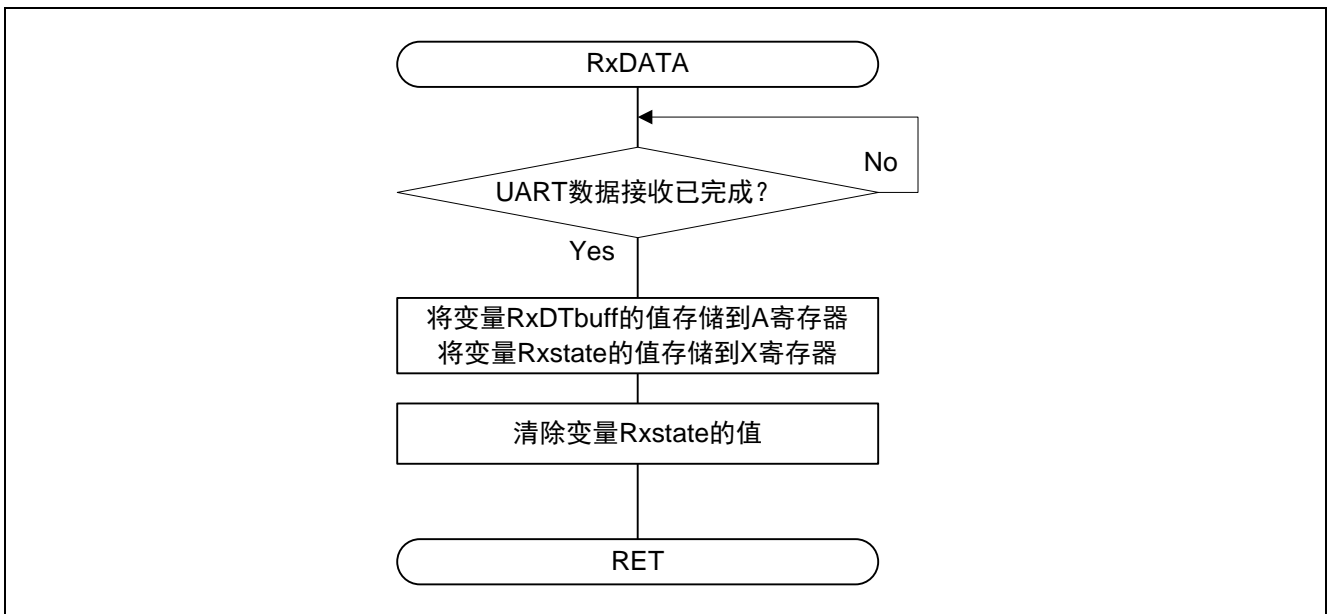 RxDATA
No
UART数据接收已完成？
Yes
将变量RxDTbuff的值存储到A寄存器
将变量Rxstate的值存储到X寄存器
清除变量Rxstate的值
RET